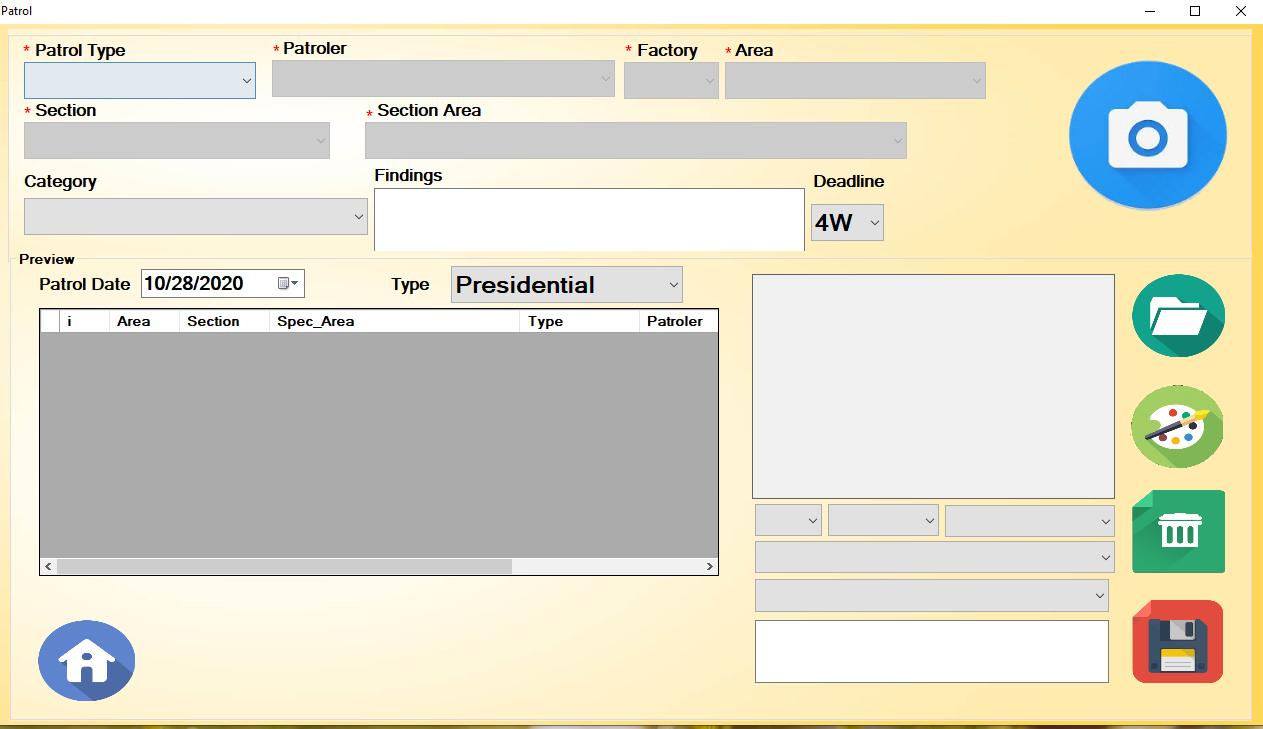 Patrol
* Patrol Type * Patroler * Factory * Area
* Section * Section Area
Category Findings Deadline
4W
Preview
Patrol Date 10/28/2020 Type Presidential
i Area Section Spec_Area Type Patroler